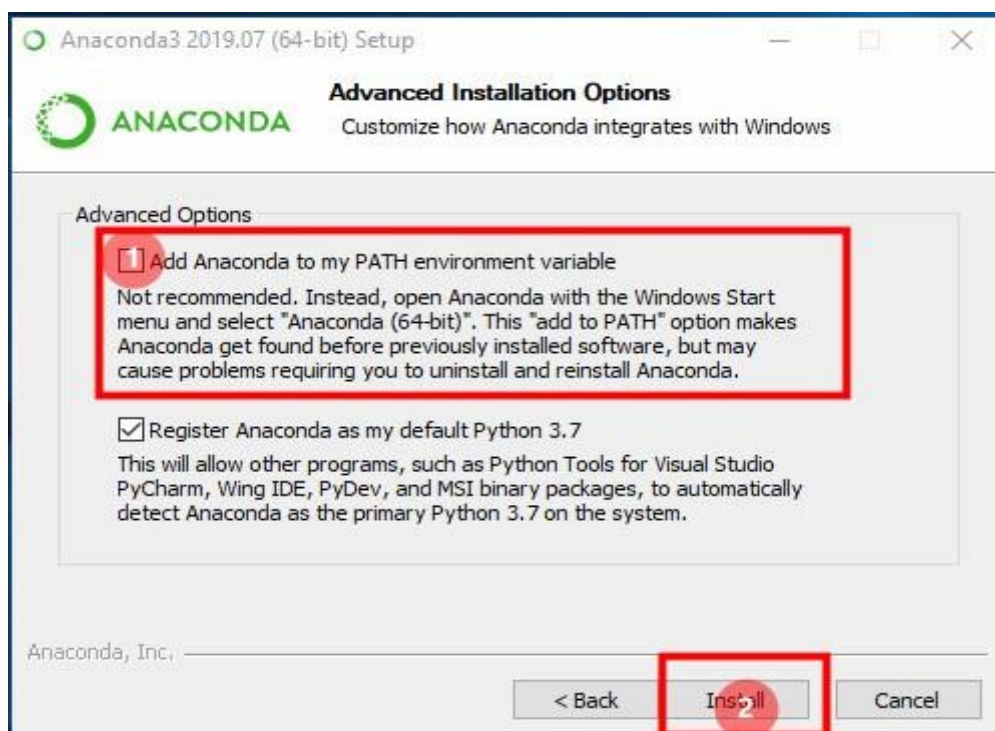 Anaconda3 2019.07 (64-bit) Setup
ANACONDA
Advanced Installation Options
Customize how Anaconda integrates with Windows
Advanced Options
1
Add Anaconda to my PATH environment variable
Not recommended. Instead, open Anaconda with the Windows Start
menu and select "Anaconda (64-bit)". This "add to PATH" option makes
Anaconda get found before previously installed software, but may
cause problems requiring you to uninstall and reinstall Anaconda.
Register Anaconda as my default Python 3.7
This will allow other programs, such as Python Tools for Visual Studio
PyCharm, Wing IDE, PyDev, and MSI binary packages, to automatically
detect Anaconda as the primary Python 3.7 on the system.
Anaconda, Inc.
< Back
Install
2
Cancel